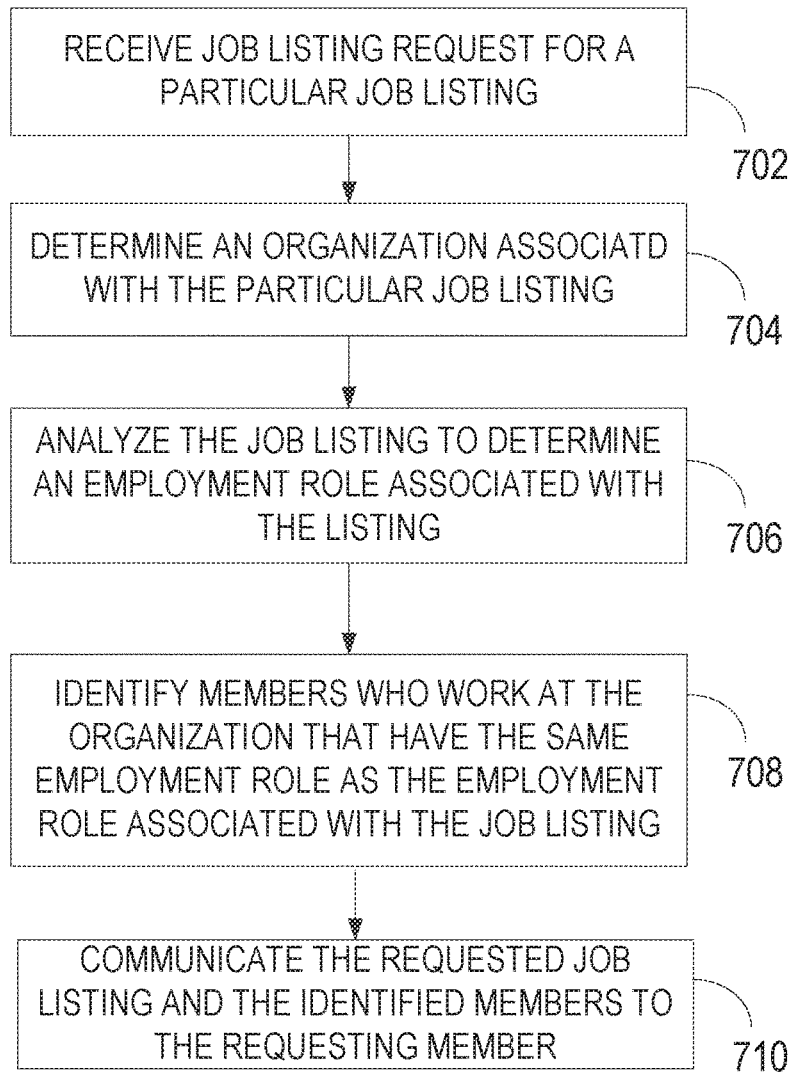 RECEIVE JOB LISTING REQUEST FOR A
PARTICULAR JOB LISTING
702
DETERMINE AN ORGANIZATION ASSOCIATD
WITH THE PARTICULAR JOB LISTING
704
ANALYZE THE JOB LISTING TO DETERMINE
AN EMPLOYMENT ROLE ASSOCIATED WITH
THE LISTING
706
IDENTIFY MEMBERS WHO WORK AT THE
ORGANIZATION THAT HAVE THE SAME
EMPLOYMENT ROLE AS THE EMPLOYMENT
ROLE ASSOCIATED WITH THE JOB LISTING
708
COMMUNICATE THE REQUESTED JOB
LISTING AND THE IDENTIFIED MEMBERS TO
THE REQUESTING MEMBER
710